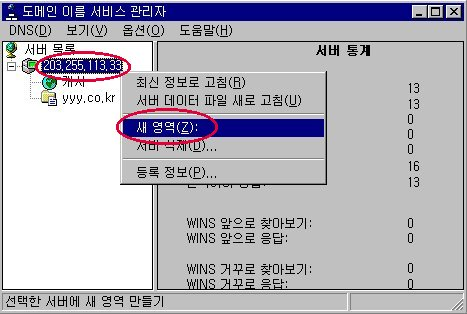 도메인 이름 서비스 관리자
DNS(D) 보기(V) 옵션(O) 도움말(H)
서버 목록
203.255.113.33
캐시
yyy.co.kr
최신 정보로 고침(R)
서버 데이터 파일 새로 고침(U)
새 영역(Z):
서버 삭제(D)...
등록 정보(P)...
서버 통계
13
13
0
0
0
16
13
WINS 앞으로 찾아보기: 0
WINS 앞으로 응답: 0
WINS 거꾸로 찾아보기: 0
WINS 거꾸로 응답: 0
선택한 서버에 새 영역 만들기